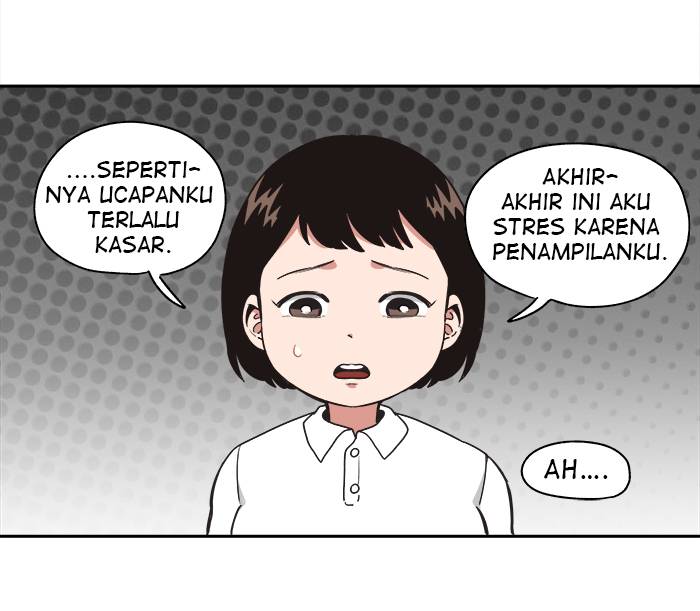 ....SEPERTI~
NYA UCAPANKU
TERLALU
KASAR.
AKHIR~
AKHIR INI AKU
STRES KARENA
PENAMPILANKU.
AH....